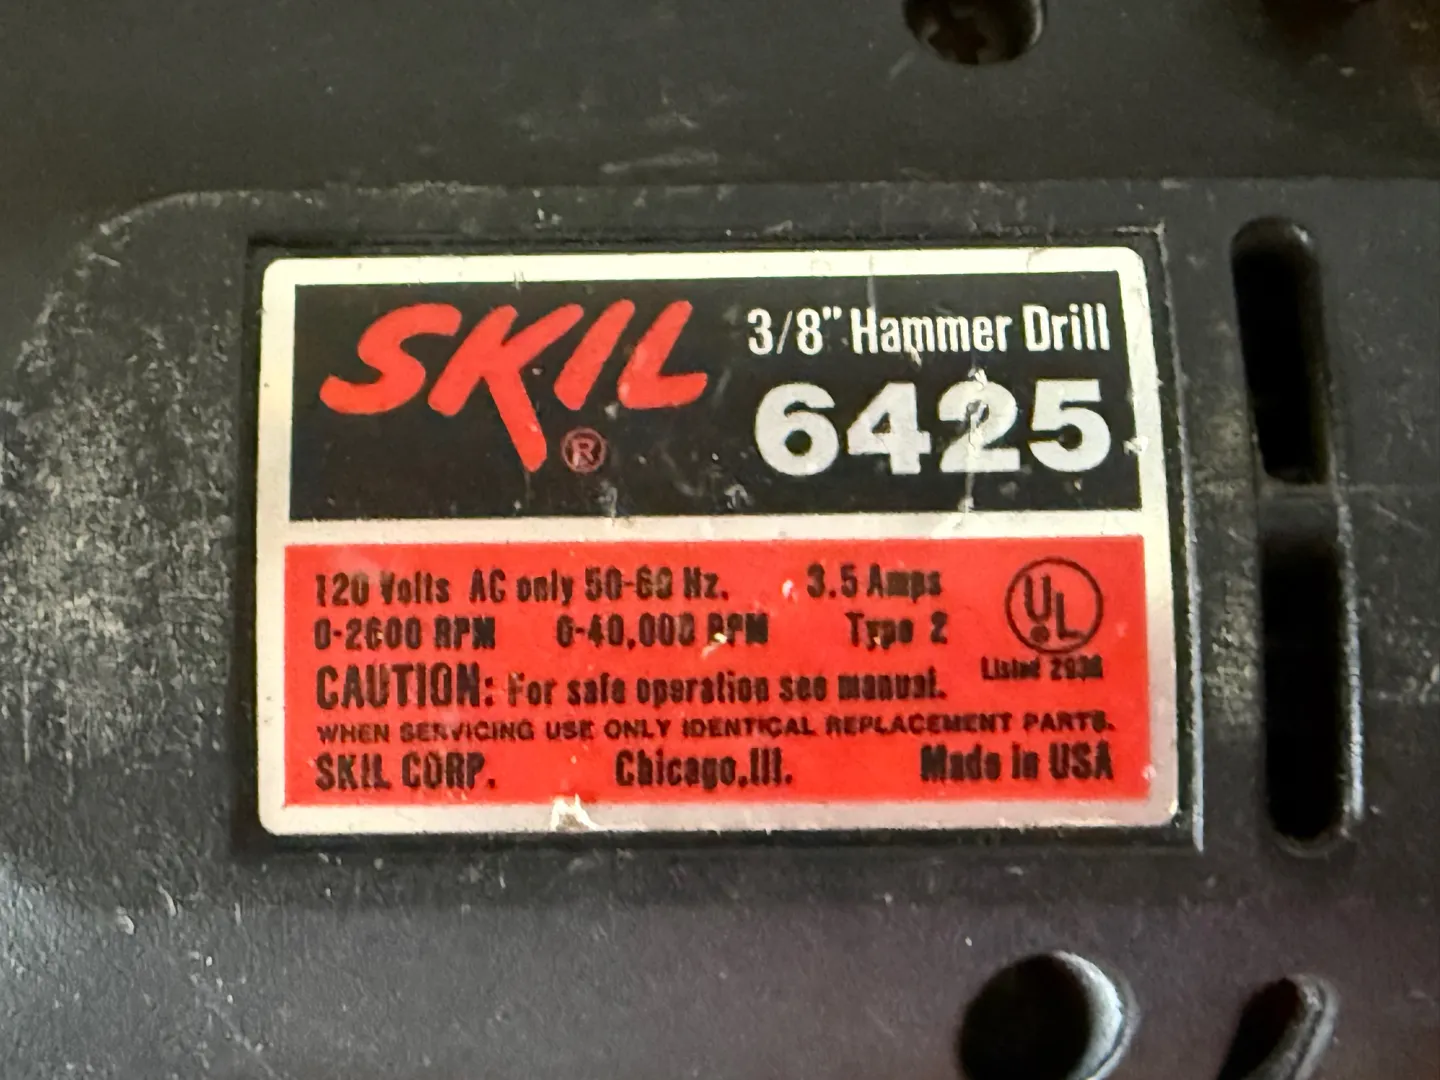 SKIL®
3/8" Hammer Drill
6425
120 Volts AC only 50-60 Hz. 3.5 Amps
0-2600 RPM 0-40,000 BPM Type 2
UL
Listed
CAUTION: For safe operation see manual.
WHEN SERVICING USE ONLY IDENTICAL REPLACEMENT PARTS.
SKIL CORP. Chicago,Ill. Made in USA